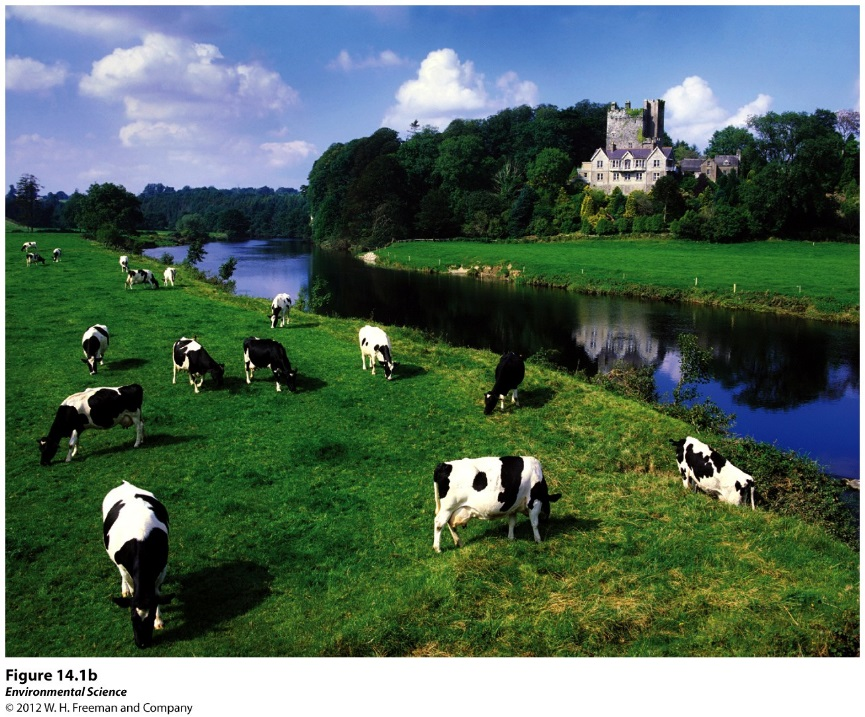 Figure 14.1b
Environmental Science
© 2012 W. H. Freeman and Company